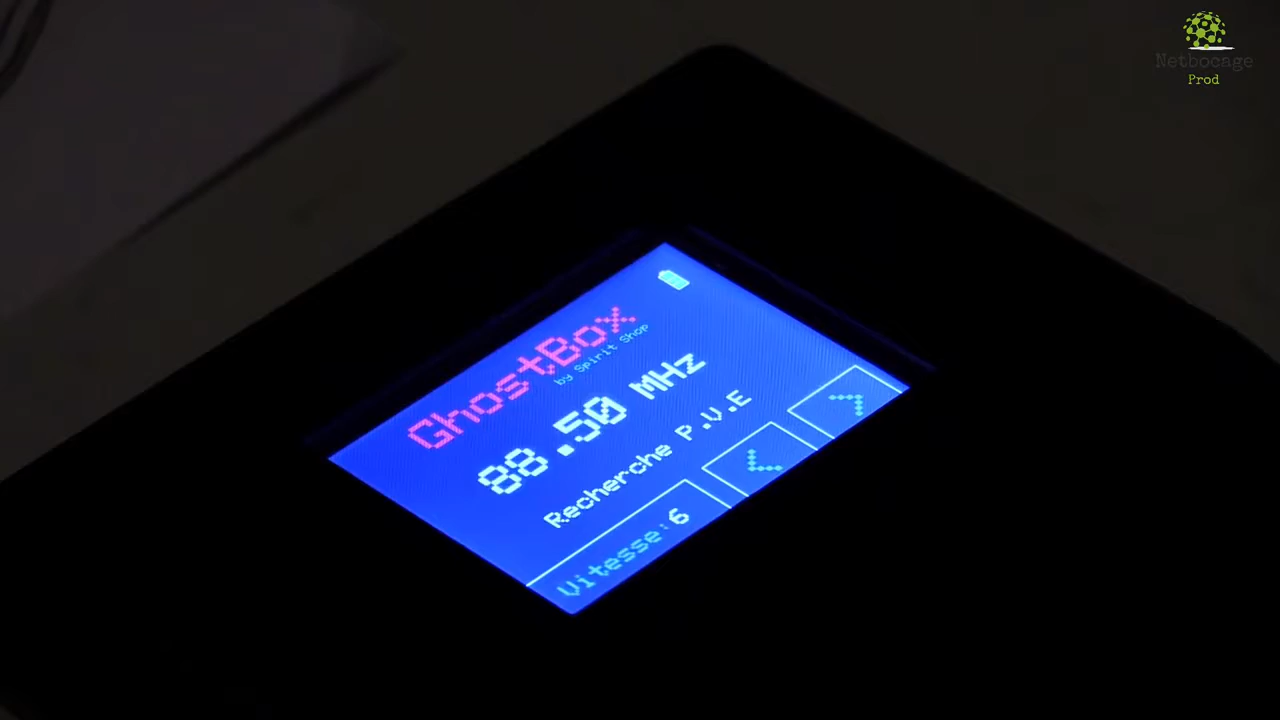 GhostBox
by Spirit Shop
88.50 MHz
Recherche P.V.E
Vitesse:6
Netbocage
Prod